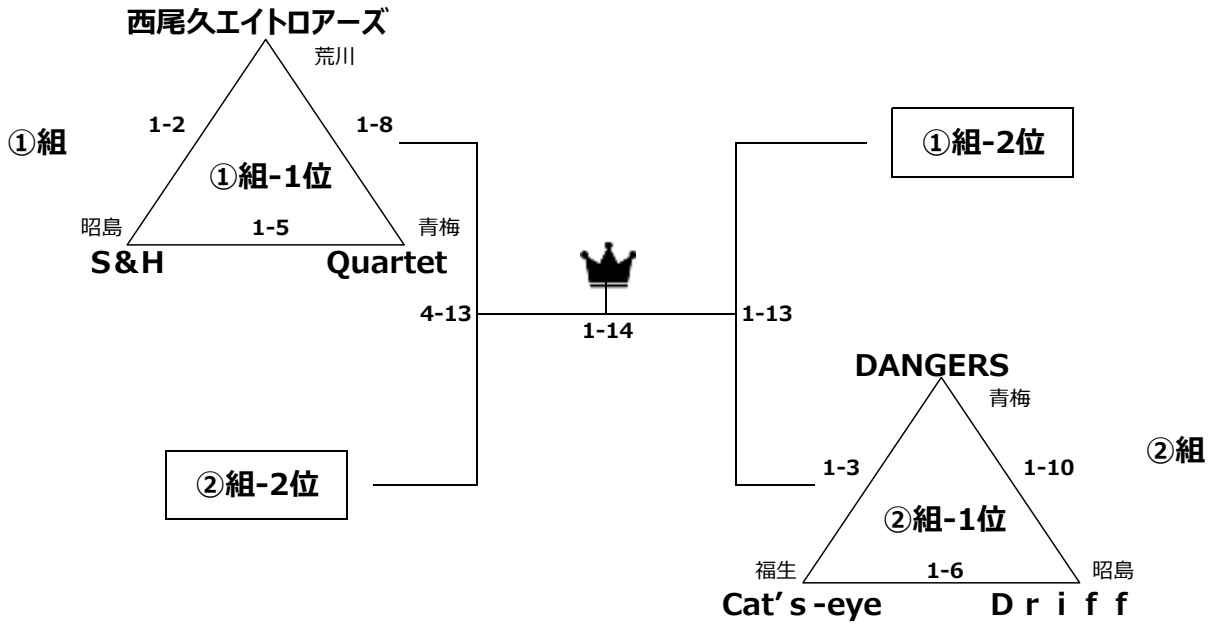 西尾久エイトロアーズ
荒川
①組
1-2
1-8
①組-1位
昭島
1-5
青梅
S&H
Quartet
①組-2位
4-13
1-14
1-13
DANGERS
青梅
②組
1-3
1-10
②組-2位
②組-1位
福生
1-6
昭島
Cat’ｓ-eye
Ｄｒｉｆｆ